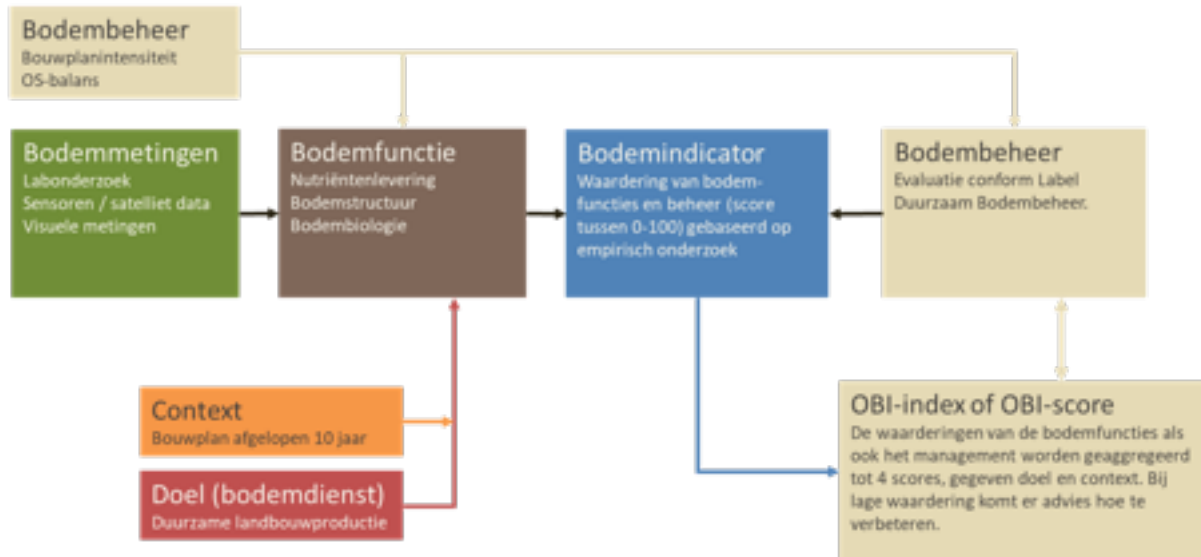 Bodembeheer
Bouwplanintensiteit
OS-balans
Bodemmetingen
Labonderzoek
Sensoren / satelliet data
Visuele metingen
Bodemfunctie
Nutriëntenlevering
Bodemstructuur
Bodembiologie
Bodemindicator
Waardering van bodem-
functies en beheer (score
tussen 0-100) gebaseerd op
empirisch onderzoek
Bodembeheer
Evaluatie conform Label
Duurzaam Bodembeheer.
Context
Bouwplan afgelopen 10 jaar
Doel (bodemdienst)
Duurzame landbouwproductie
OBI-index of OBI-score
De waarderingen van de bodemfuncties als
ook het management worden geaggregeerd
tot 4 scores, gegeven doel en context. Bij
lage waardering komt er advies hoe te
verbeteren.